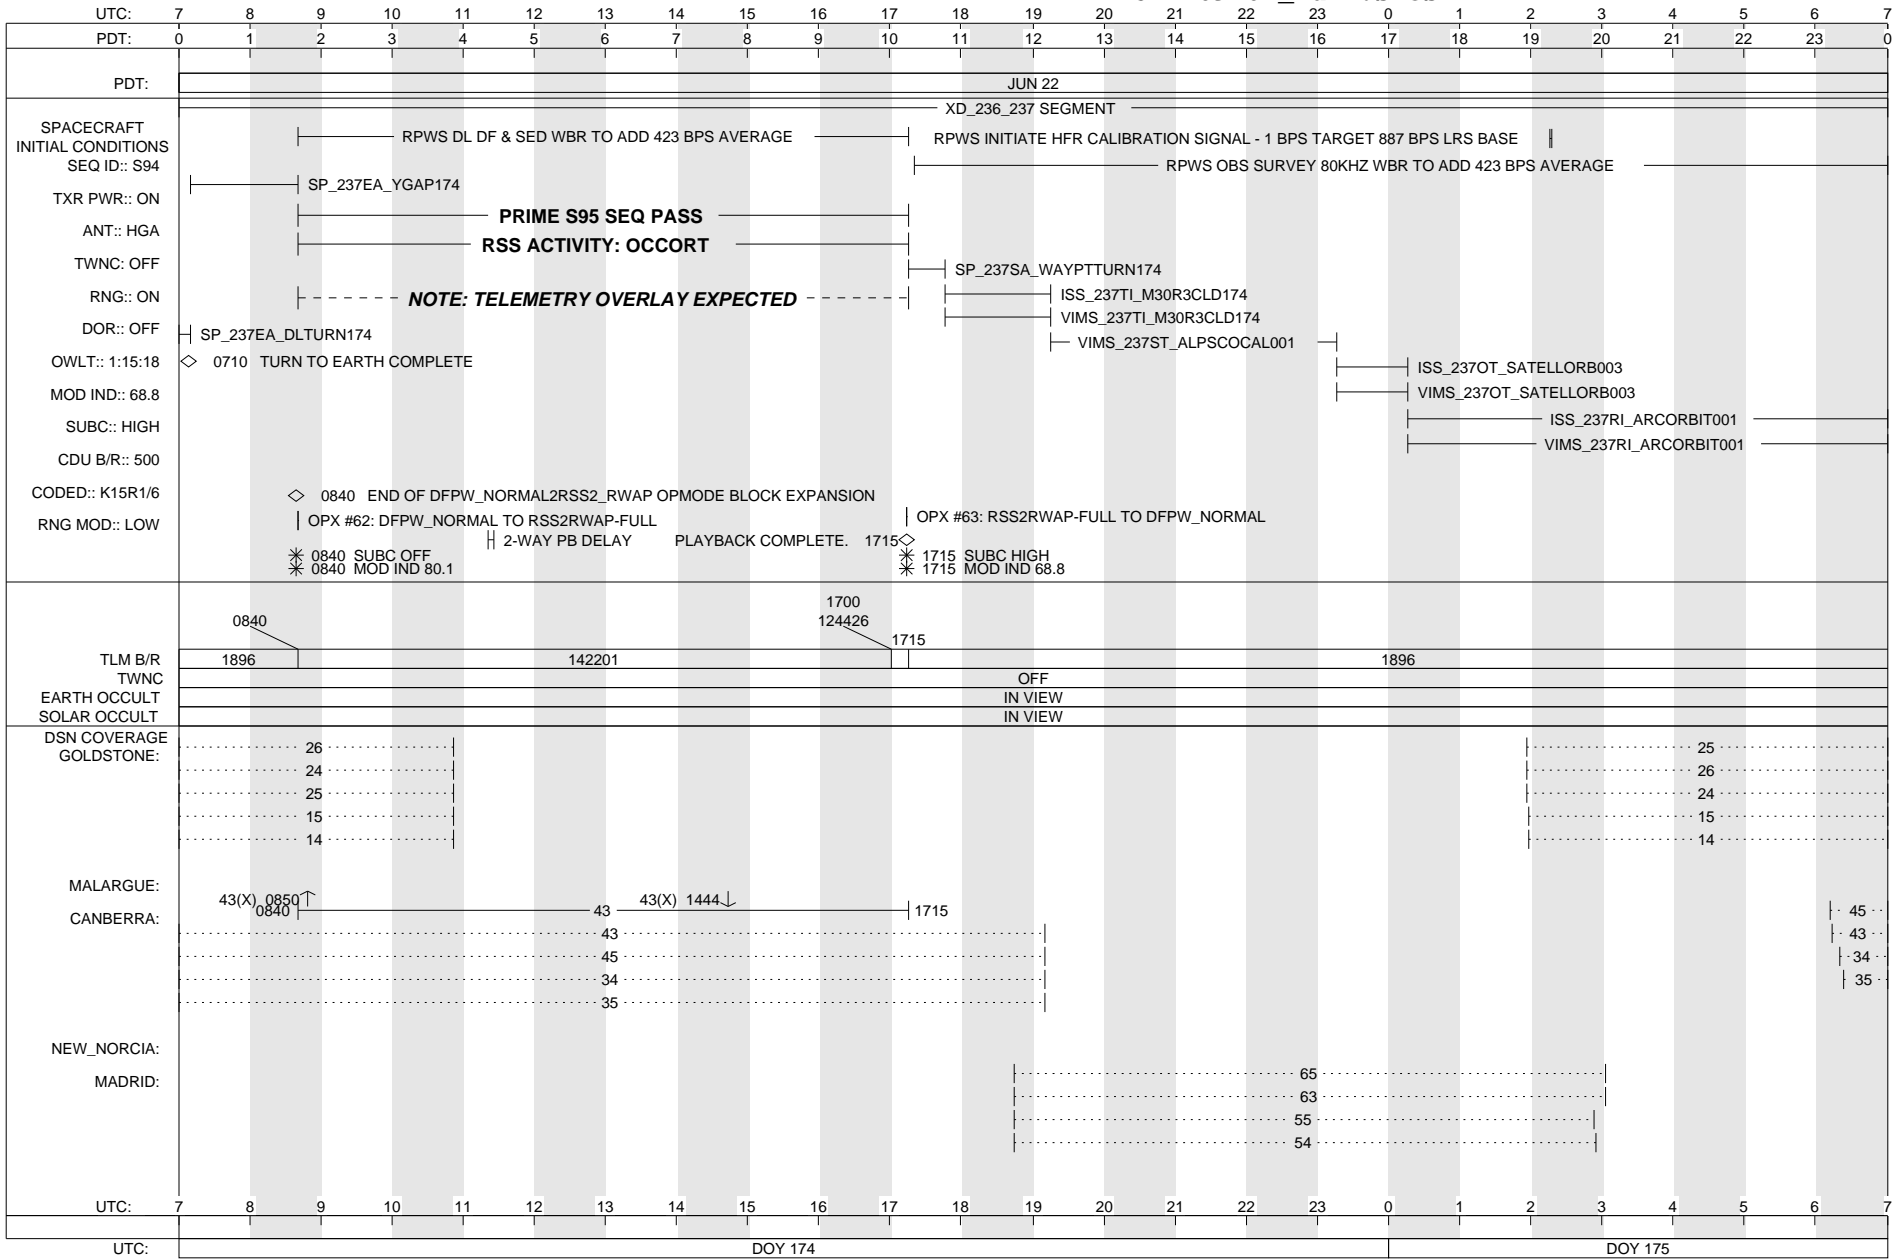 UTC: 7 8 9 10 11 12 13 14 15 16 17 18 19 20 21 22 23 0 1 2 3 4 5 6 7
PDT: 0 1 2 3 4 5 6 7 8 9 10 11 12 13 14 15 16 17 18 19 20 21 22 23 0
PDT: JUN 22
XD_236_237 SEGMENT
SPACECRAFT
INITIAL CONDITIONS
RPWS DL DF & SED WBR TO ADD 423 BPS AVERAGE
RPWS INITIATE HFR CALIBRATION SIGNAL - 1 BPS TARGET 887 BPS LRS BASE
SEQ ID:: S94
RPWS OBS SURVEY 80KHZ WBR TO ADD 423 BPS AVERAGE
SP_237EA_YGAP174
TXR PWR:: ON
PRIME S95 SEQ PASS
ANT:: HGA
RSS ACTIVITY: OCCORT
TWNC: OFF
SP_237SA_WAYPTTURN174
RNG:: ON
NOTE: TELEMETRY OVERLAY EXPECTED
ISS_237TI_M30R3CLD174
VIMS_237TI_M30R3CLD174
DOR:: OFF
SP_237EA_DLTURN174
VIMS_237ST_ALPSCOCAL001
OWLT:: 1:15:18
0710 TURN TO EARTH COMPLETE
ISS_237OT_SATELLORB003
MOD IND:: 68.8
VIMS_237OT_SATELLORB003
SUBC:: HIGH
ISS_237RI_ARCORBIT001
VIMS_237RI_ARCORBIT001
CDU B/R:: 500
CODED:: K15R1/6
0840 END OF DFPW_NORMAL2RSS2_RWAP OPMODE BLOCK EXPANSION
RNG MOD:: LOW
OPX #62: DFPW_NORMAL TO RSS2RWAP-FULL
OPX #63: RSS2RWAP-FULL TO DFPW_NORMAL
2-WAY PB DELAY
PLAYBACK COMPLETE. 1715
0840 SUBC OFF
1715 SUBC HIGH
0840 MOD IND 80.1
1715 MOD IND 68.8
1700
0840 124426
1715
TLM B/R 1896 142201 1896
TWNC OFF
EARTH OCCULT IN VIEW
SOLAR OCCULT IN VIEW
DSN COVERAGE
GOLDSTONE: 26 25
24 26
25 24
15 15
14 14
MALARGUE:
43(X) 0850 43(X) 1444
CANBERRA: 0840 43 1715 45
43 43
45 34
34 35
35
NEW_NORCIA:
MADRID: 65
63
55
54
UTC: 7 8 9 10 11 12 13 14 15 16 17 18 19 20 21 22 23 0 1 2 3 4 5 6 7
UTC: DOY 174 DOY 175